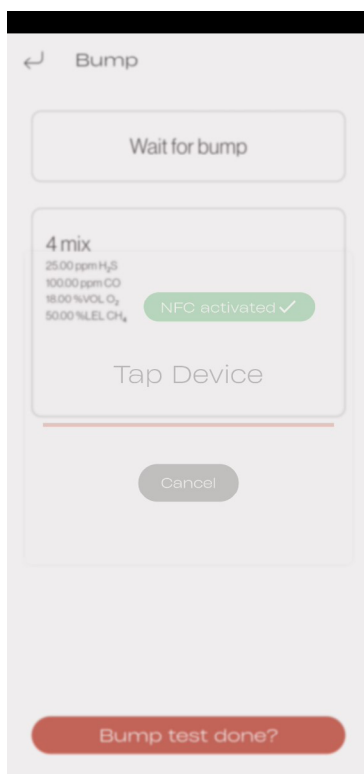 Bump
Wait for bump
4 mix
25.00 ppm H₂S
100.00 ppm CO
18.00 %VOL O₂
50.00 %LEL CH₄
NFC activated ✓
Tap Device
Cancel
Bump test done?